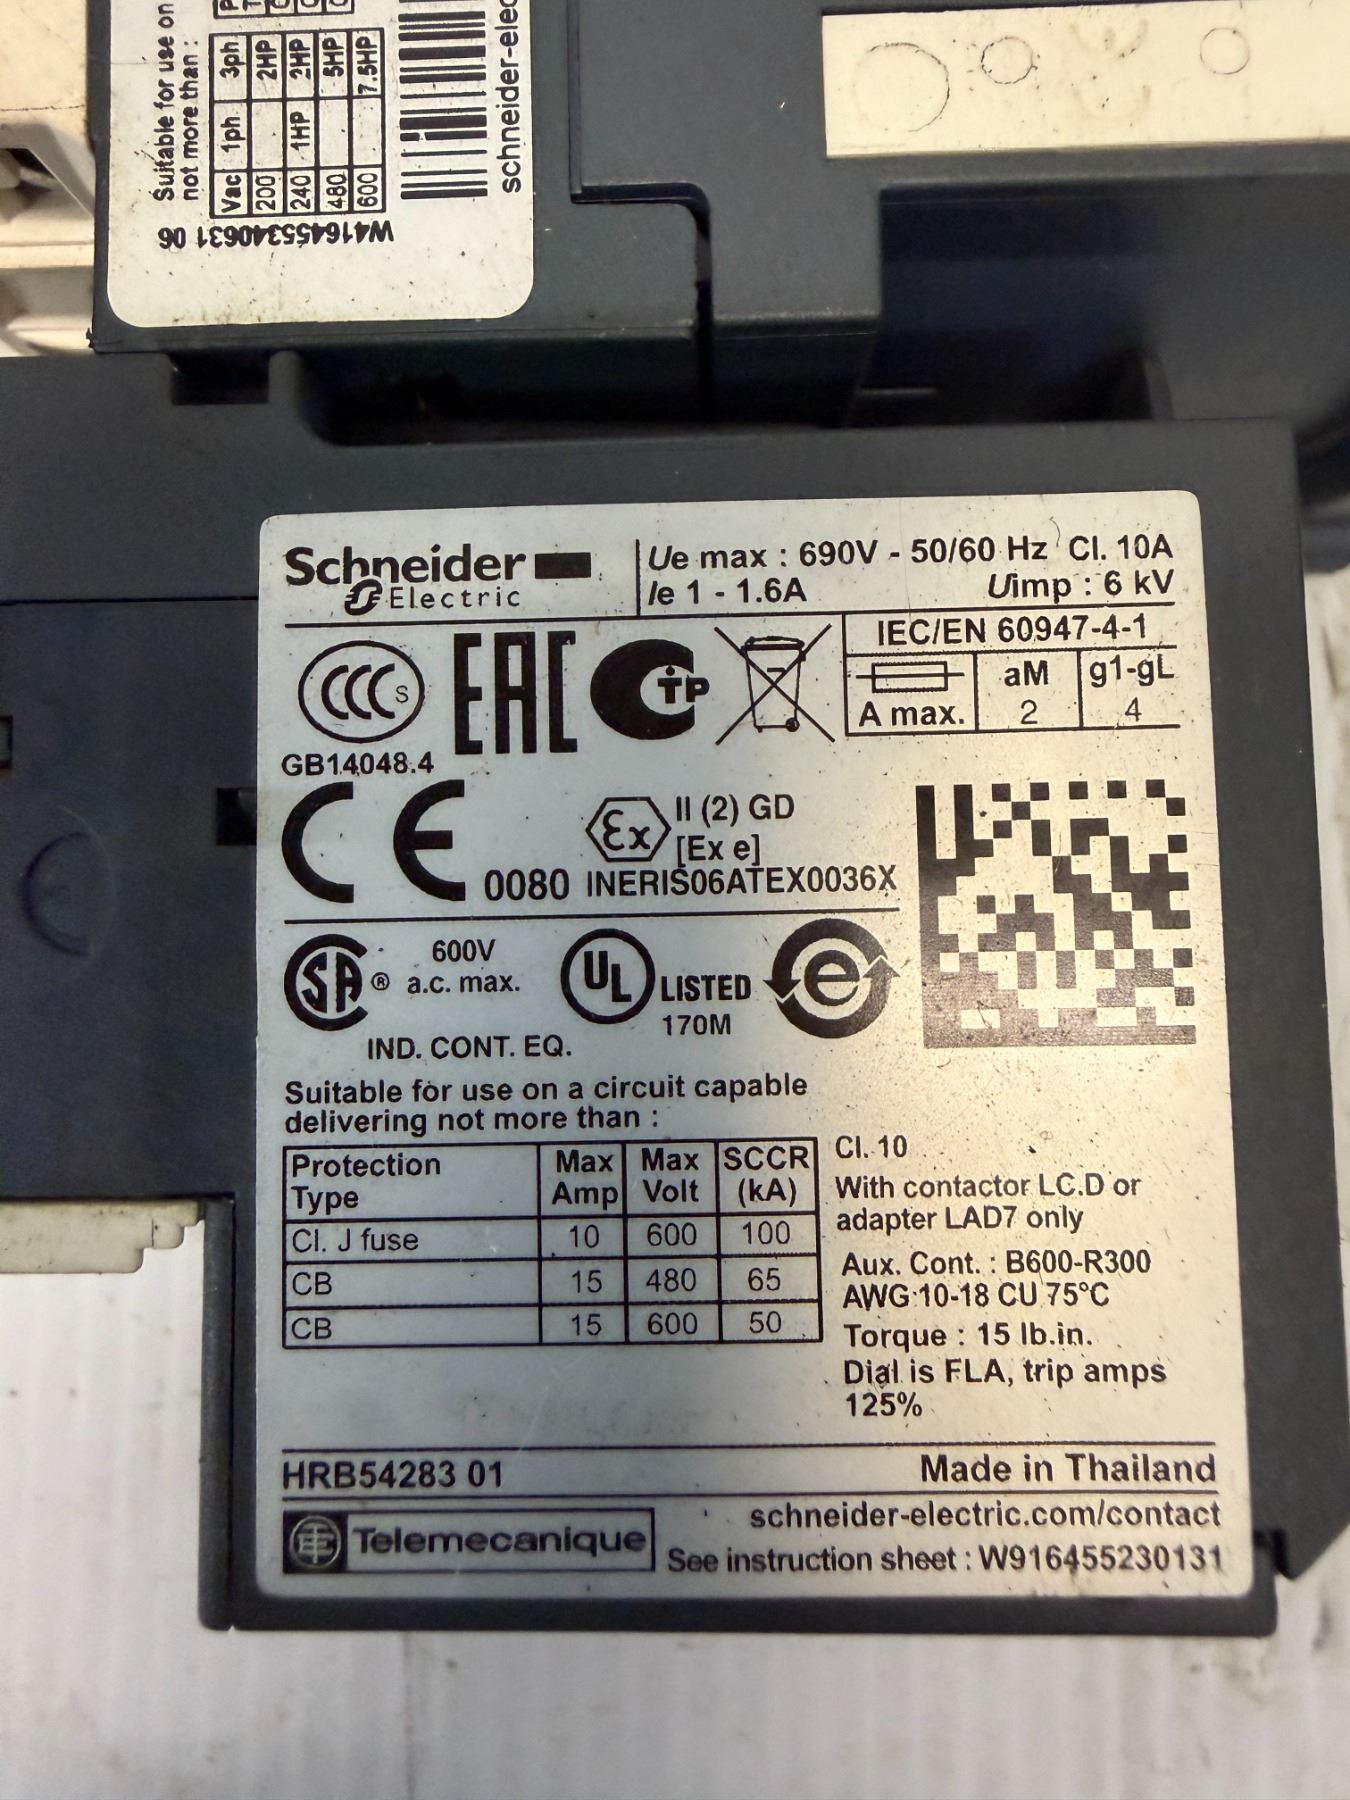 Suitable for use on
not more than :
Vac 1ph 3ph
200 2HP
240 1HP 2HP
480 5HP
600 7.5HP
W916455340631 06
schneider-elec
Schneider
Electric
Ue max : 690V - 50/60 Hz Cl. 10A
Ie 1 - 1.6A Uimp : 6 kV
IEC/EN 60947-4-1
aM g1-gL
A max. 2 4
CCC S
EAC
TP
GB14048.4
CE 0080
Ex II (2) GD
[Ex e]
INERIS06ATEX0036X
SA ® 600V
a.c. max.
IND. CONT. EQ.
UL LISTED
170M
e
Suitable for use on a circuit capable
delivering not more than :
Protection Type Max Amp Max Volt SCCR (kA)
Cl. J fuse 10 600 100
CB 15 480 65
CB 15 600 50
Cl. 10
With contactor LC.D or
adapter LAD7 only
Aux. Cont. : B600-R300
AWG 10-18 CU 75°C
Torque : 15 lb.in.
Dial is FLA, trip amps
125%
HRB54283 01
Made in Thailand
Telemecanique
schneider-electric.com/contact
See instruction sheet : W916455230131